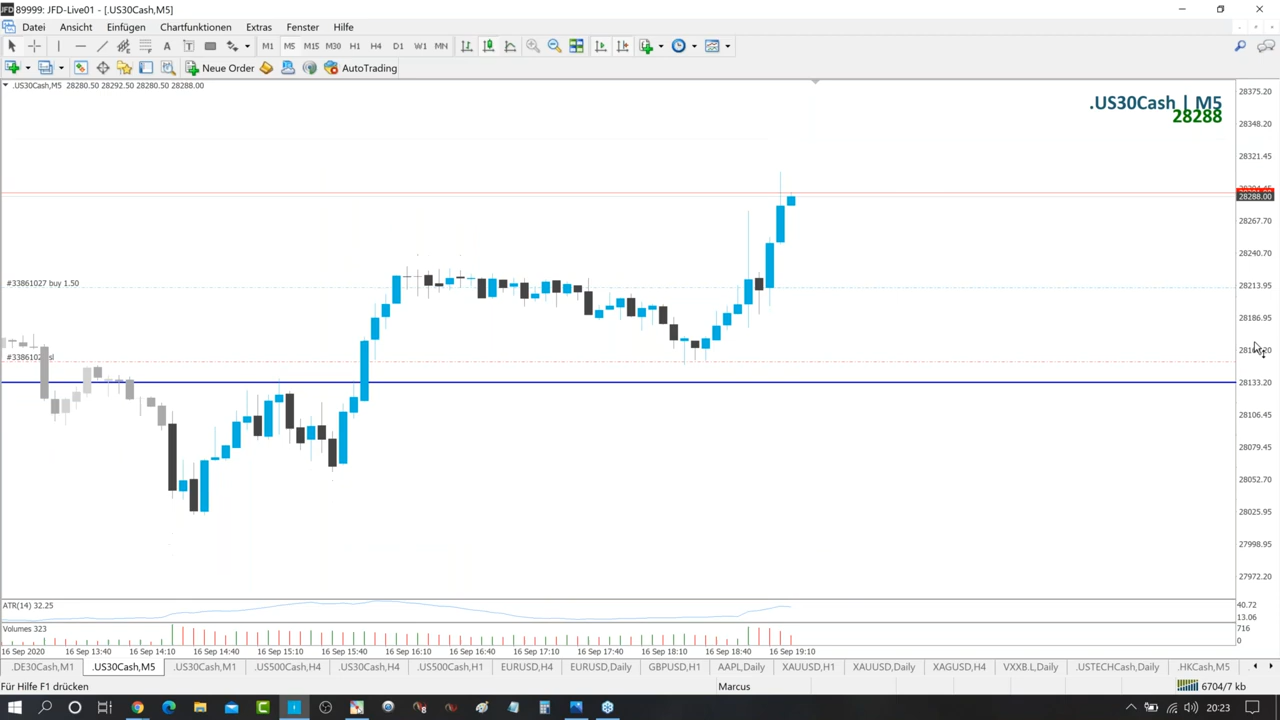 89999: JFD-Live01 - [.US30Cash,M5]
Datei Ansicht Einfügen Chartfunktionen Extras Fenster Hilfe
M1 M5 M15 M30 H1 H4 D1 W1 MN
New Order AutoTrading
.US30Cash,M5 28280.50 28292.50 28280.50 28288.00
.US30Cash | M5
28288
28375.20
28348.20
28321.45
28288.00
28267.70
28240.70
#33861027 buy 1.50
28213.95
28186.95
28133.20
28106.45
28079.45
28052.70
28025.95
27998.95
27972.20
ATR(14) 32.25
40.72
13.06
Volumes 323
716
0
16 Sep 2020 16 Sep 13:40 16 Sep 14:10 16 Sep 14:40 16 Sep 15:10 16 Sep 15:40 16 Sep 16:10 16 Sep 16:40 16 Sep 17:10 16 Sep 17:40 16 Sep 18:10 16 Sep 18:40 16 Sep 19:10
.DE30Cash,M1 .US30Cash,M5 .US30Cash,M1 .US500Cash,H4 .US30Cash,H4 .US500Cash,H1 EURUSD,H4 EURUSD,Daily GBPUSD,H1 AAPL,Daily XAUUSD,H1 XAUUSD,Daily XAGUSD,H4 VXXB.L,Daily .USTECHCash,Daily .HKCash,M5
Für Hilfe F1 drücken Marcus 6704/7 kb
20:23